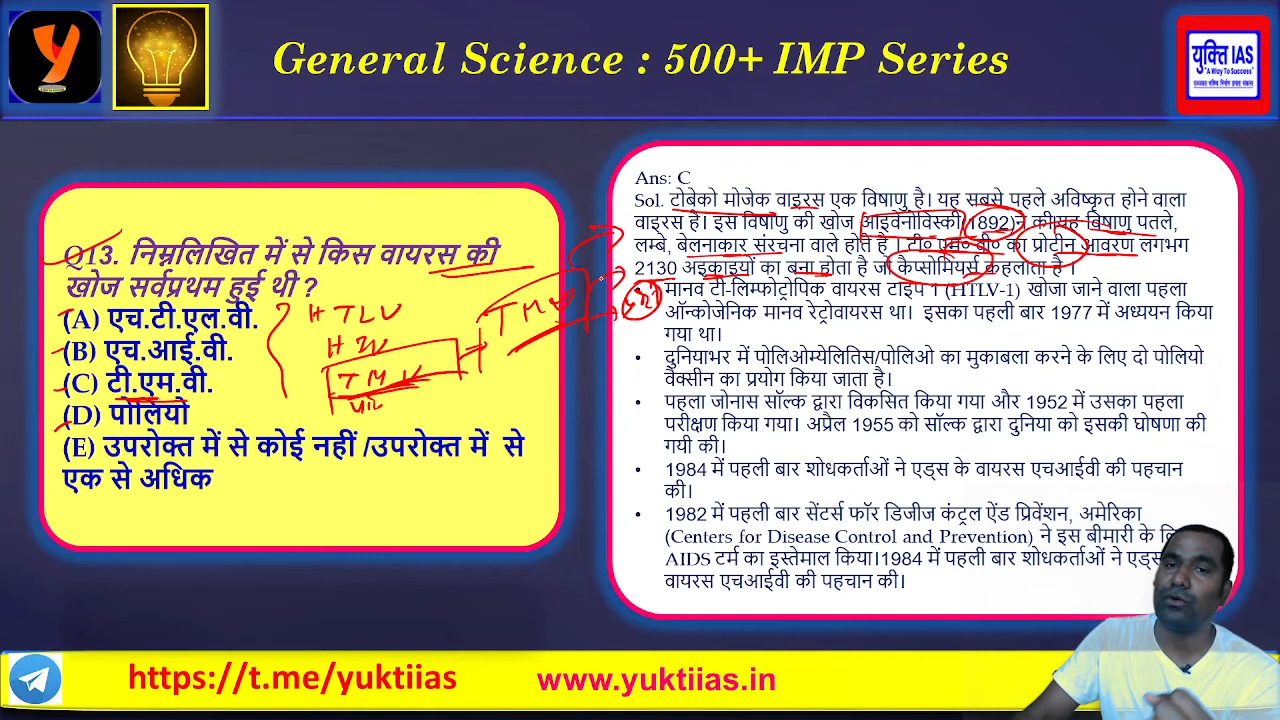 General Science : 500+ IMP Series
युक्ति IAS
"A Way To Success"
Q13. निम्नलिखित में से किस वायरस की
खोज सर्वप्रथम हुई थी ?
(A) एच.टी.एल.वी.
(B) एच.आई.वी.
(C) टी.एम.वी.
(D) पोलियो
(E) उपरोक्त में से कोई नहीं /उपरोक्त में से
एक से अधिक
H TLV
TMV
TMV
Ans: C
Sol. टोबेको मोजेक वाइरस एक विषाणु है। यह सबसे पहले अविष्कृत होने वाला
वाइरस है। इस विषाणु की खोज आइवेनोविस्की (1892) ने की।यह विषाणु पतले,
लम्बे, बेलनाकार संरचना वाले होते है । टी० एम० वी० का प्रोटीन आवरण लगभग
2130 अइकाइयों का बना होता है जो कैप्सोमियर्स कहलाता है ।
• मानव टी-लिम्फोट्रोपिक वायरस टाइप 1 (HTLV-1) खोजा जाने वाला पहला
ऑन्कोजेनिक मानव रेट्रोवायरस था। इसका पहली बार 1977 में अध्ययन किया
गया था।
• दुनियाभर में पोलिओम्येलितिस/पोलिओ का मुकाबला करने के लिए दो पोलियो
वैक्सीन का प्रयोग किया जाता है।
• पहला जोनास सॉल्क द्वारा विकसित किया गया और 1952 में उसका पहला
परीक्षण किया गया। अप्रैल 1955 को सॉल्क द्वारा दुनिया को इसकी घोषणा की
गयी की।
• 1984 में पहली बार शोधकर्ताओं ने एड्स के वायरस एचआईवी की पहचान
की।
• 1982 में पहली बार सेंटर्स फॉर डिजीज कंट्रल ऐंड प्रिवेंशन, अमेरिका
(Centers for Disease Control and Prevention) ने इस बीमारी के
AIDS टर्म का इस्तेमाल किया।1984 में पहली बार शोधकर्ताओं ने एड्स
वायरस एचआईवी की पहचान की।
https://t.me/yuktiias
www.yuktiias.in